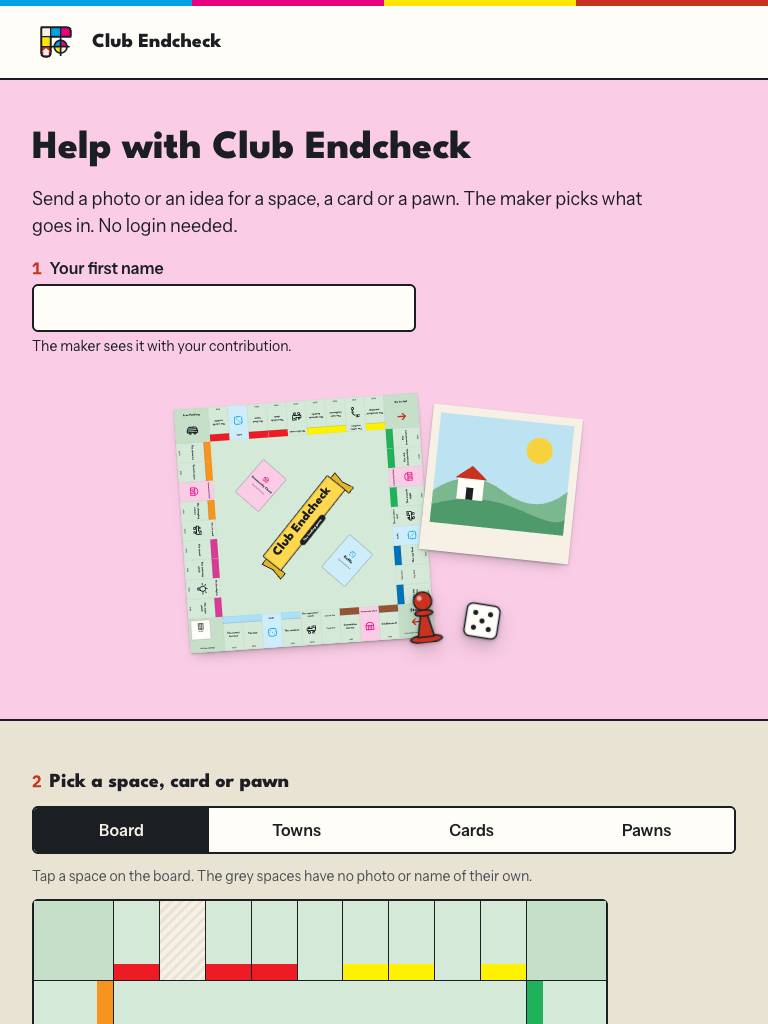 Club Endcheck
Help with Club Endcheck
Send a photo or an idea for a space, a card or a pawn. The maker picks what
goes in. No login needed.
1 Your first name
The maker sees it with your contribution.
Club Endcheck
2 Pick a space, card or pawn
Board
Towns
Cards
Pawns
Tap a space on the board. The grey spaces have no photo or name of their own.